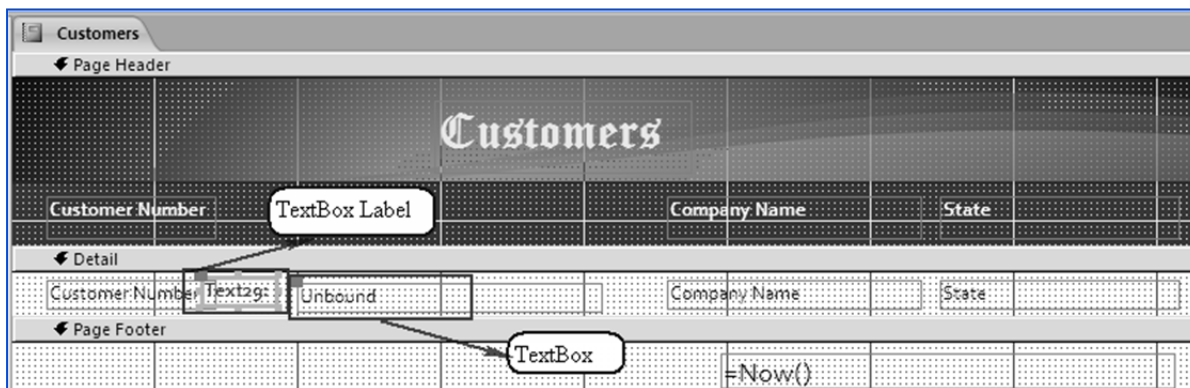 Customers
Page Header
Customers
Customer Number TextBox Label Company Name State
Detail
Customer Number Text29: Unbound Company Name State
Page Footer
TextBox
=Now()